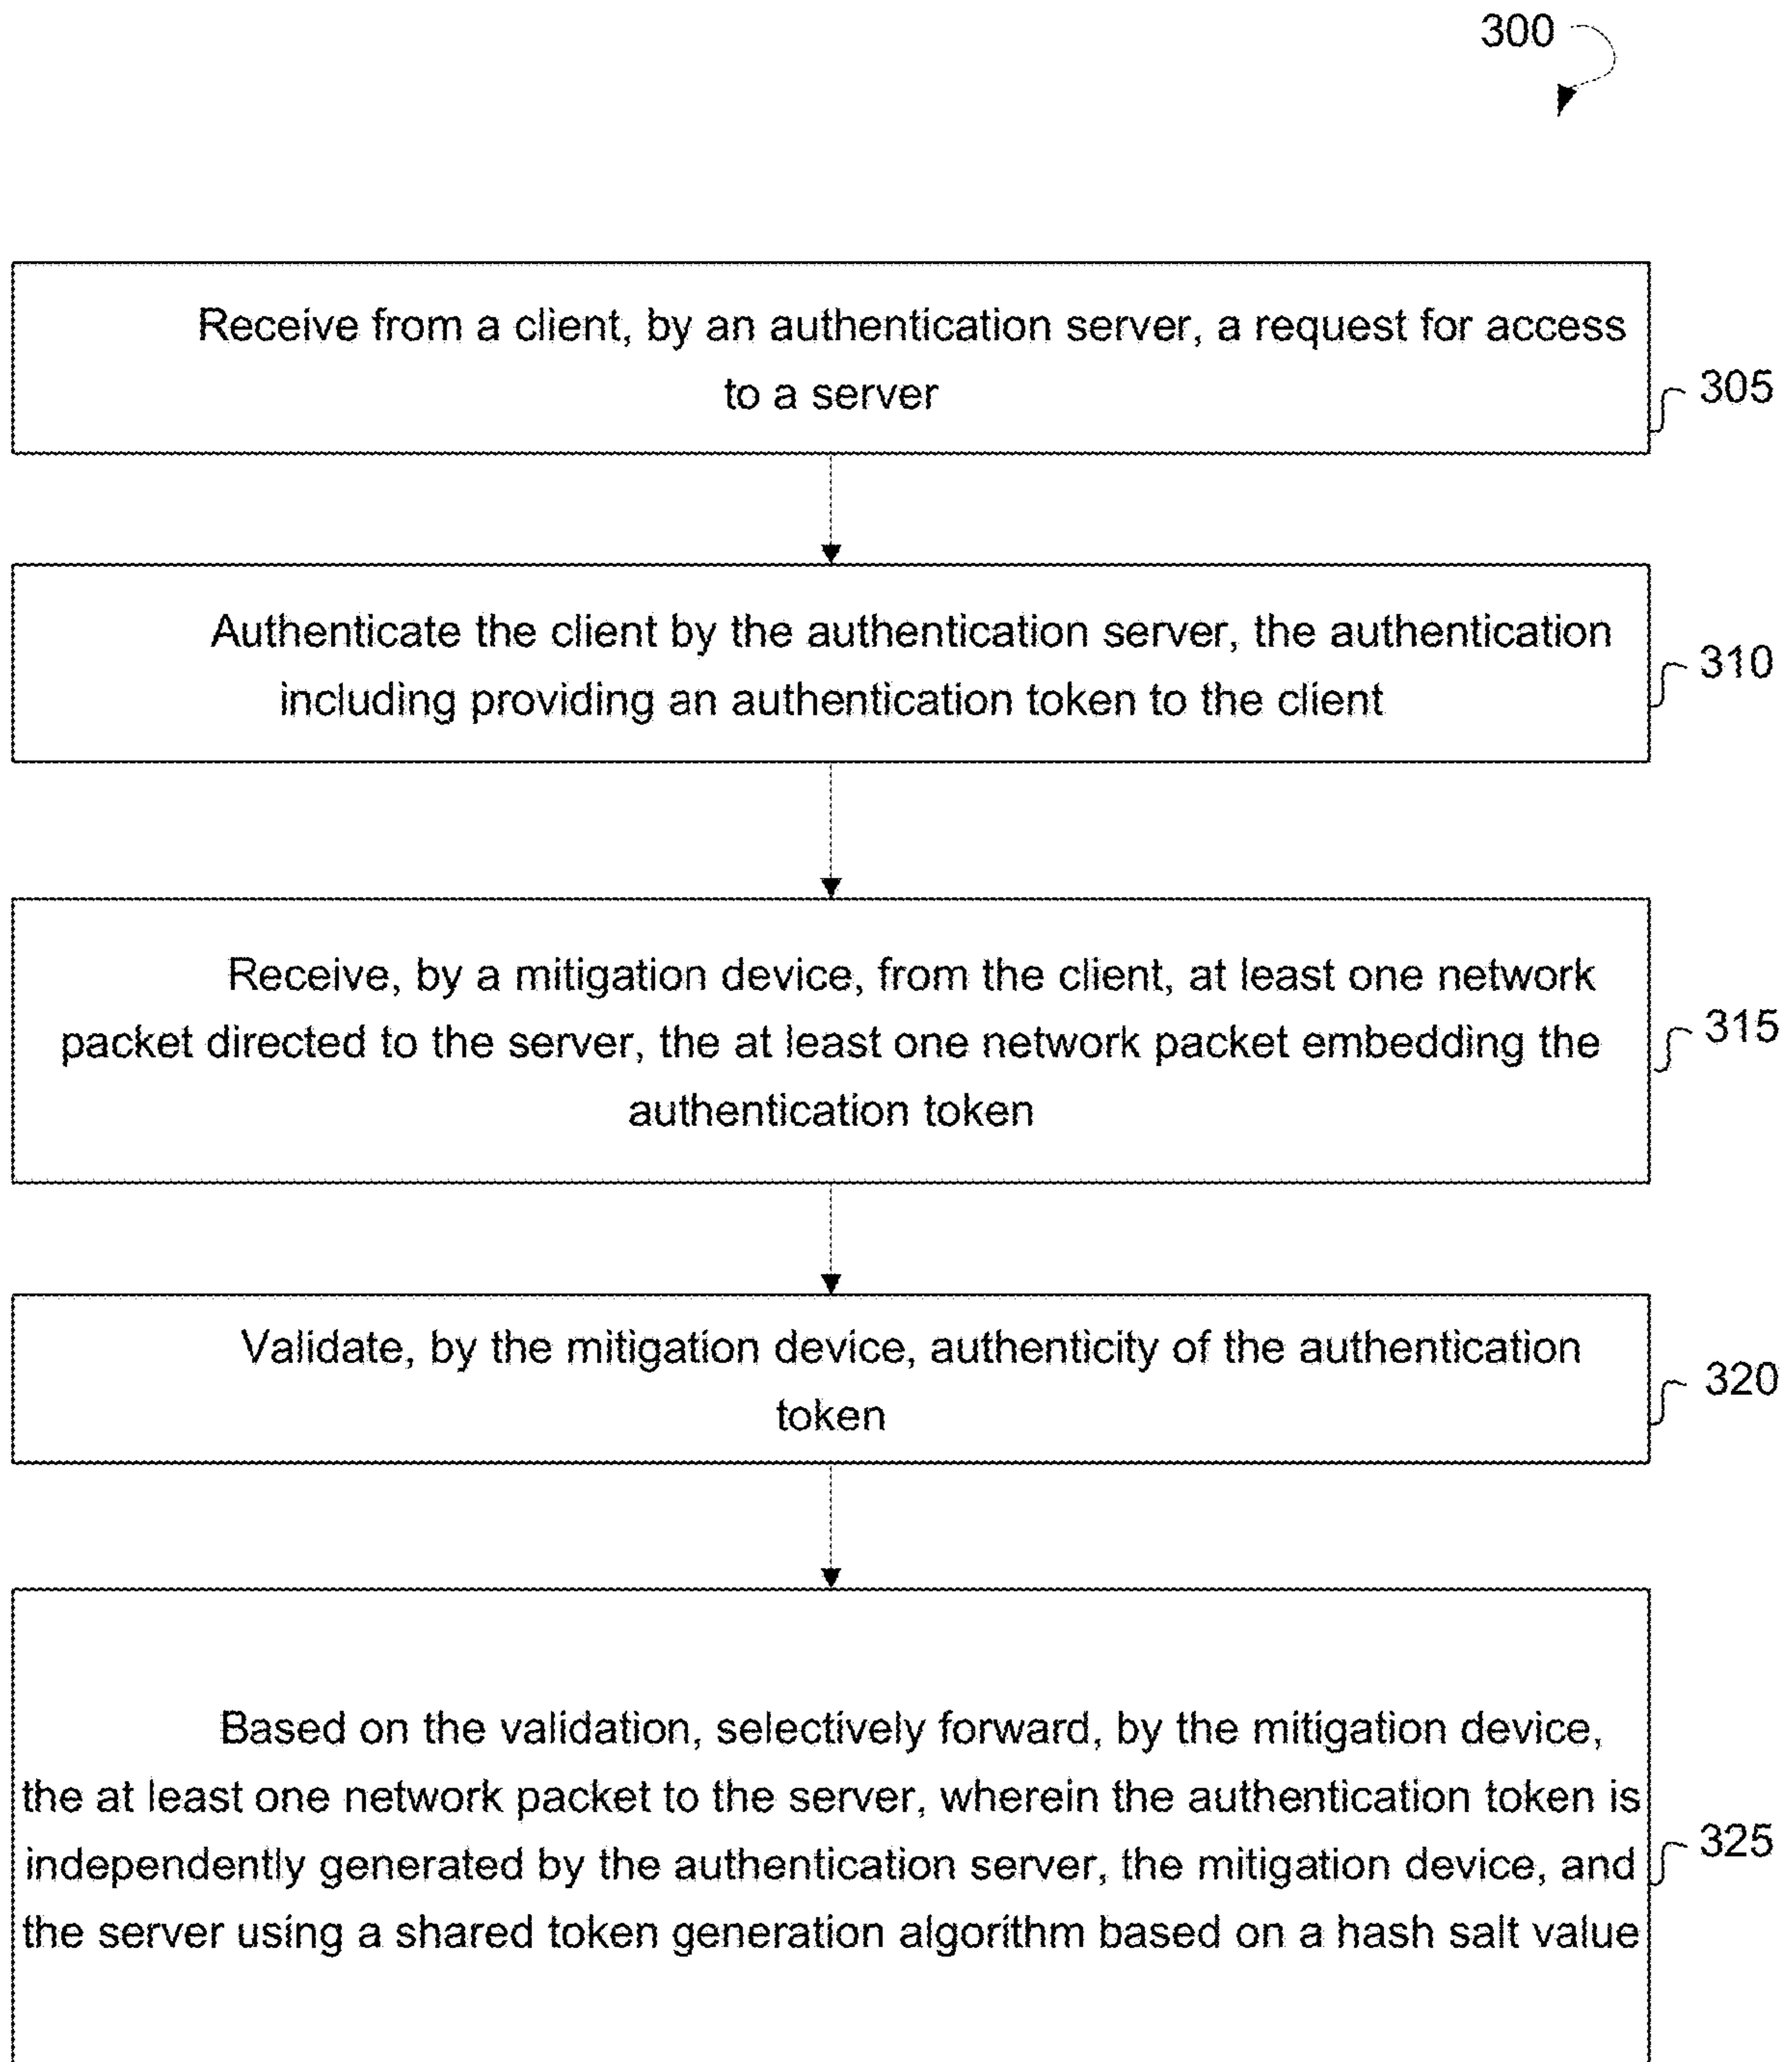 300
Receive from a client, by an authentication server, a request for access
to a server
305
Authenticate the client by the authentication server, the authentication
including providing an authentication token to the client
310
Receive, by a mitigation device, from the client, at least one network
packet directed to the server, the at least one network packet embedding the
authentication token
315
Validate, by the mitigation device, authenticity of the authentication
token
320
Based on the validation, selectively forward, by the mitigation device,
the at least one network packet to the server, wherein the authentication token is
independently generated by the authentication server, the mitigation device, and
the server using a shared token generation algorithm based on a hash salt value
325